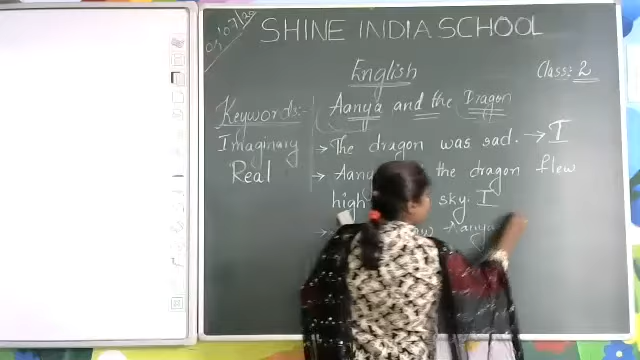 SHINE INDIA SCHOOL
English
Class: 2
Keywords:-
Imaginary
Real
Aanya and the Dragon
→ The dragon was sad. → I
→ Aany the dragon flew
high sky. I
→ Aanya